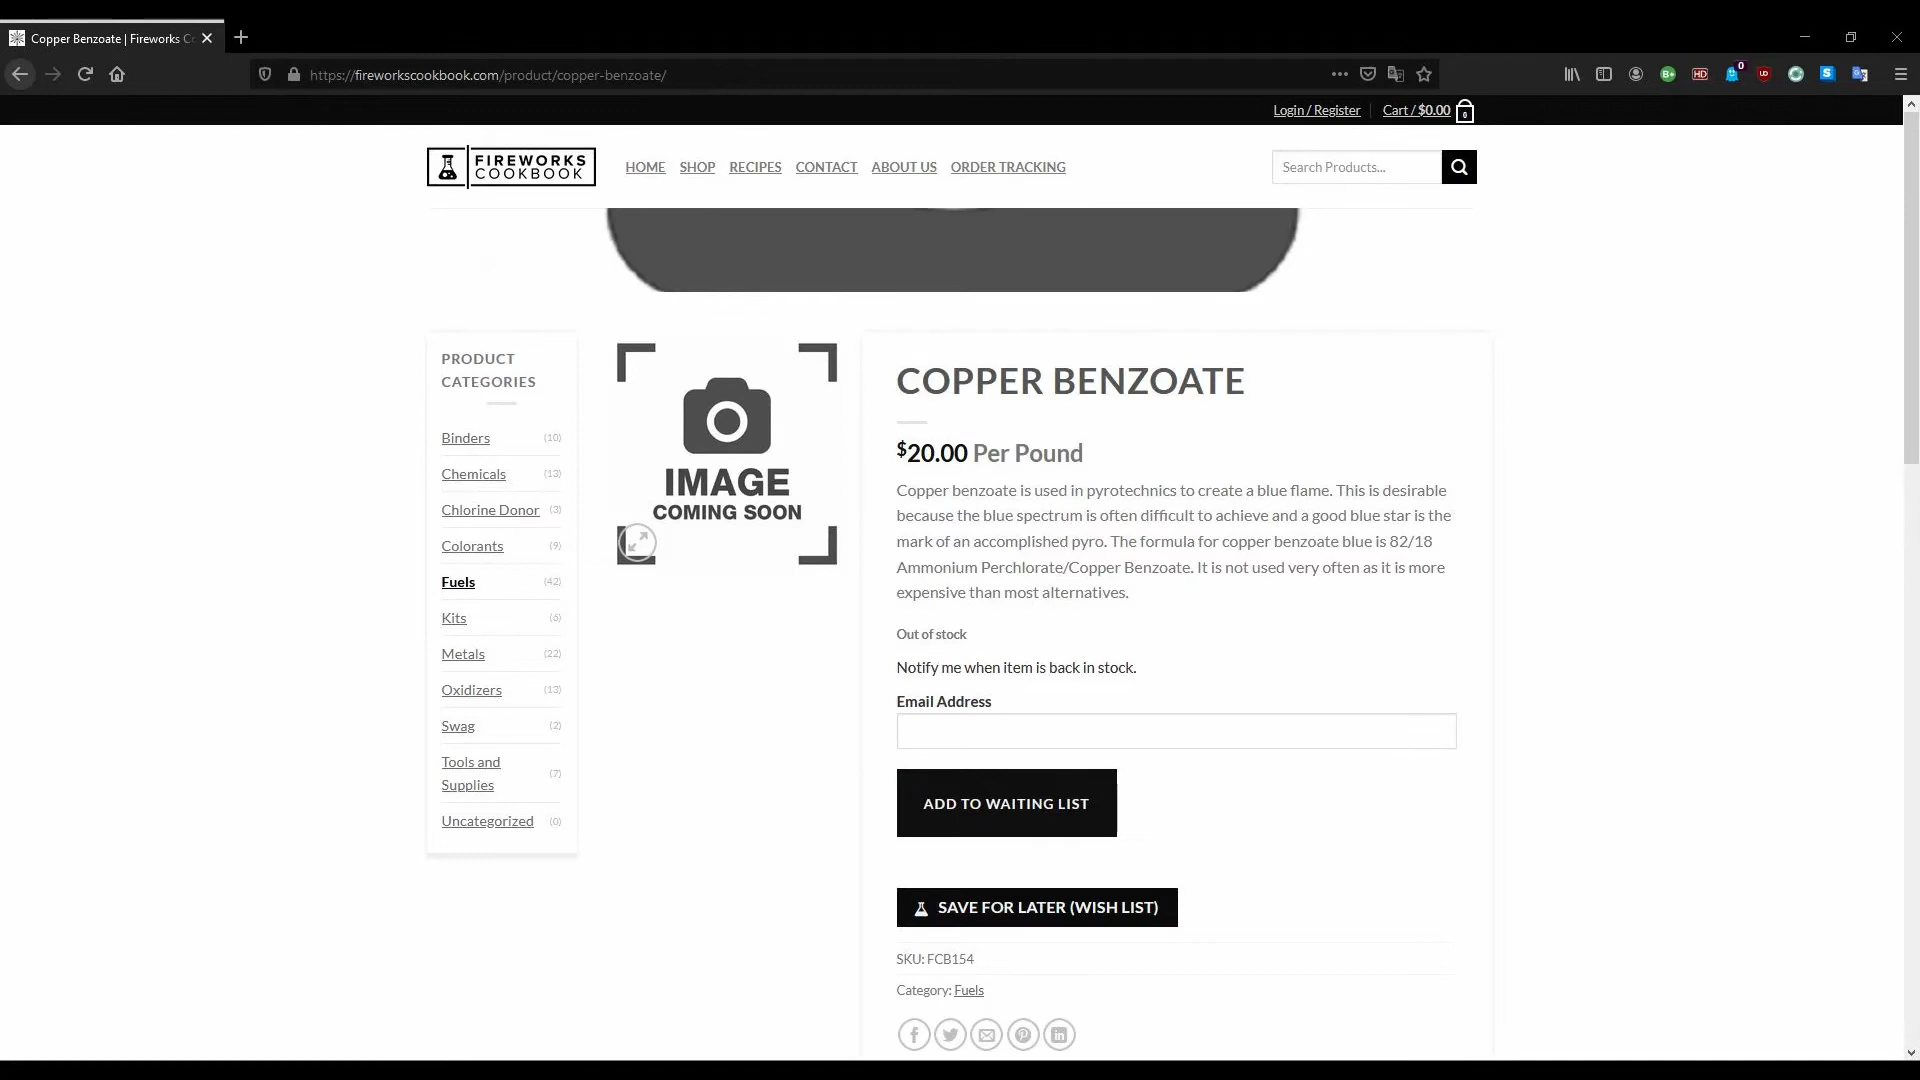 Copper Benzoate | Fireworks Co
https://fireworkscookbook.com/product/copper-benzoate/
HD
0
UD
S
B+
Login / Register
Cart / $0.00
0
FIREWORKS
COOKBOOK
HOME
SHOP
RECIPES
CONTACT
ABOUT US
ORDER TRACKING
Search Products...
PRODUCT
CATEGORIES
Binders (10)
Chemicals (13)
Chlorine Donor (3)
Colorants (9)
Fuels (42)
Kits (6)
Metals (22)
Oxidizers (13)
Swag (2)
Tools and
Supplies (7)
Uncategorized (0)
IMAGE
COMING SOON
COPPER BENZOATE
$20.00 Per Pound
Copper benzoate is used in pyrotechnics to create a blue flame. This is desirable
because the blue spectrum is often difficult to achieve and a good blue star is the
mark of an accomplished pyro. The formula for copper benzoate blue is 82/18
Ammonium Perchlorate/Copper Benzoate. It is not used very often as it is more
expensive than most alternatives.
Out of stock
Notify me when item is back in stock.
Email Address
ADD TO WAITING LIST
SAVE FOR LATER (WISH LIST)
SKU: FCB154
Category: Fuels